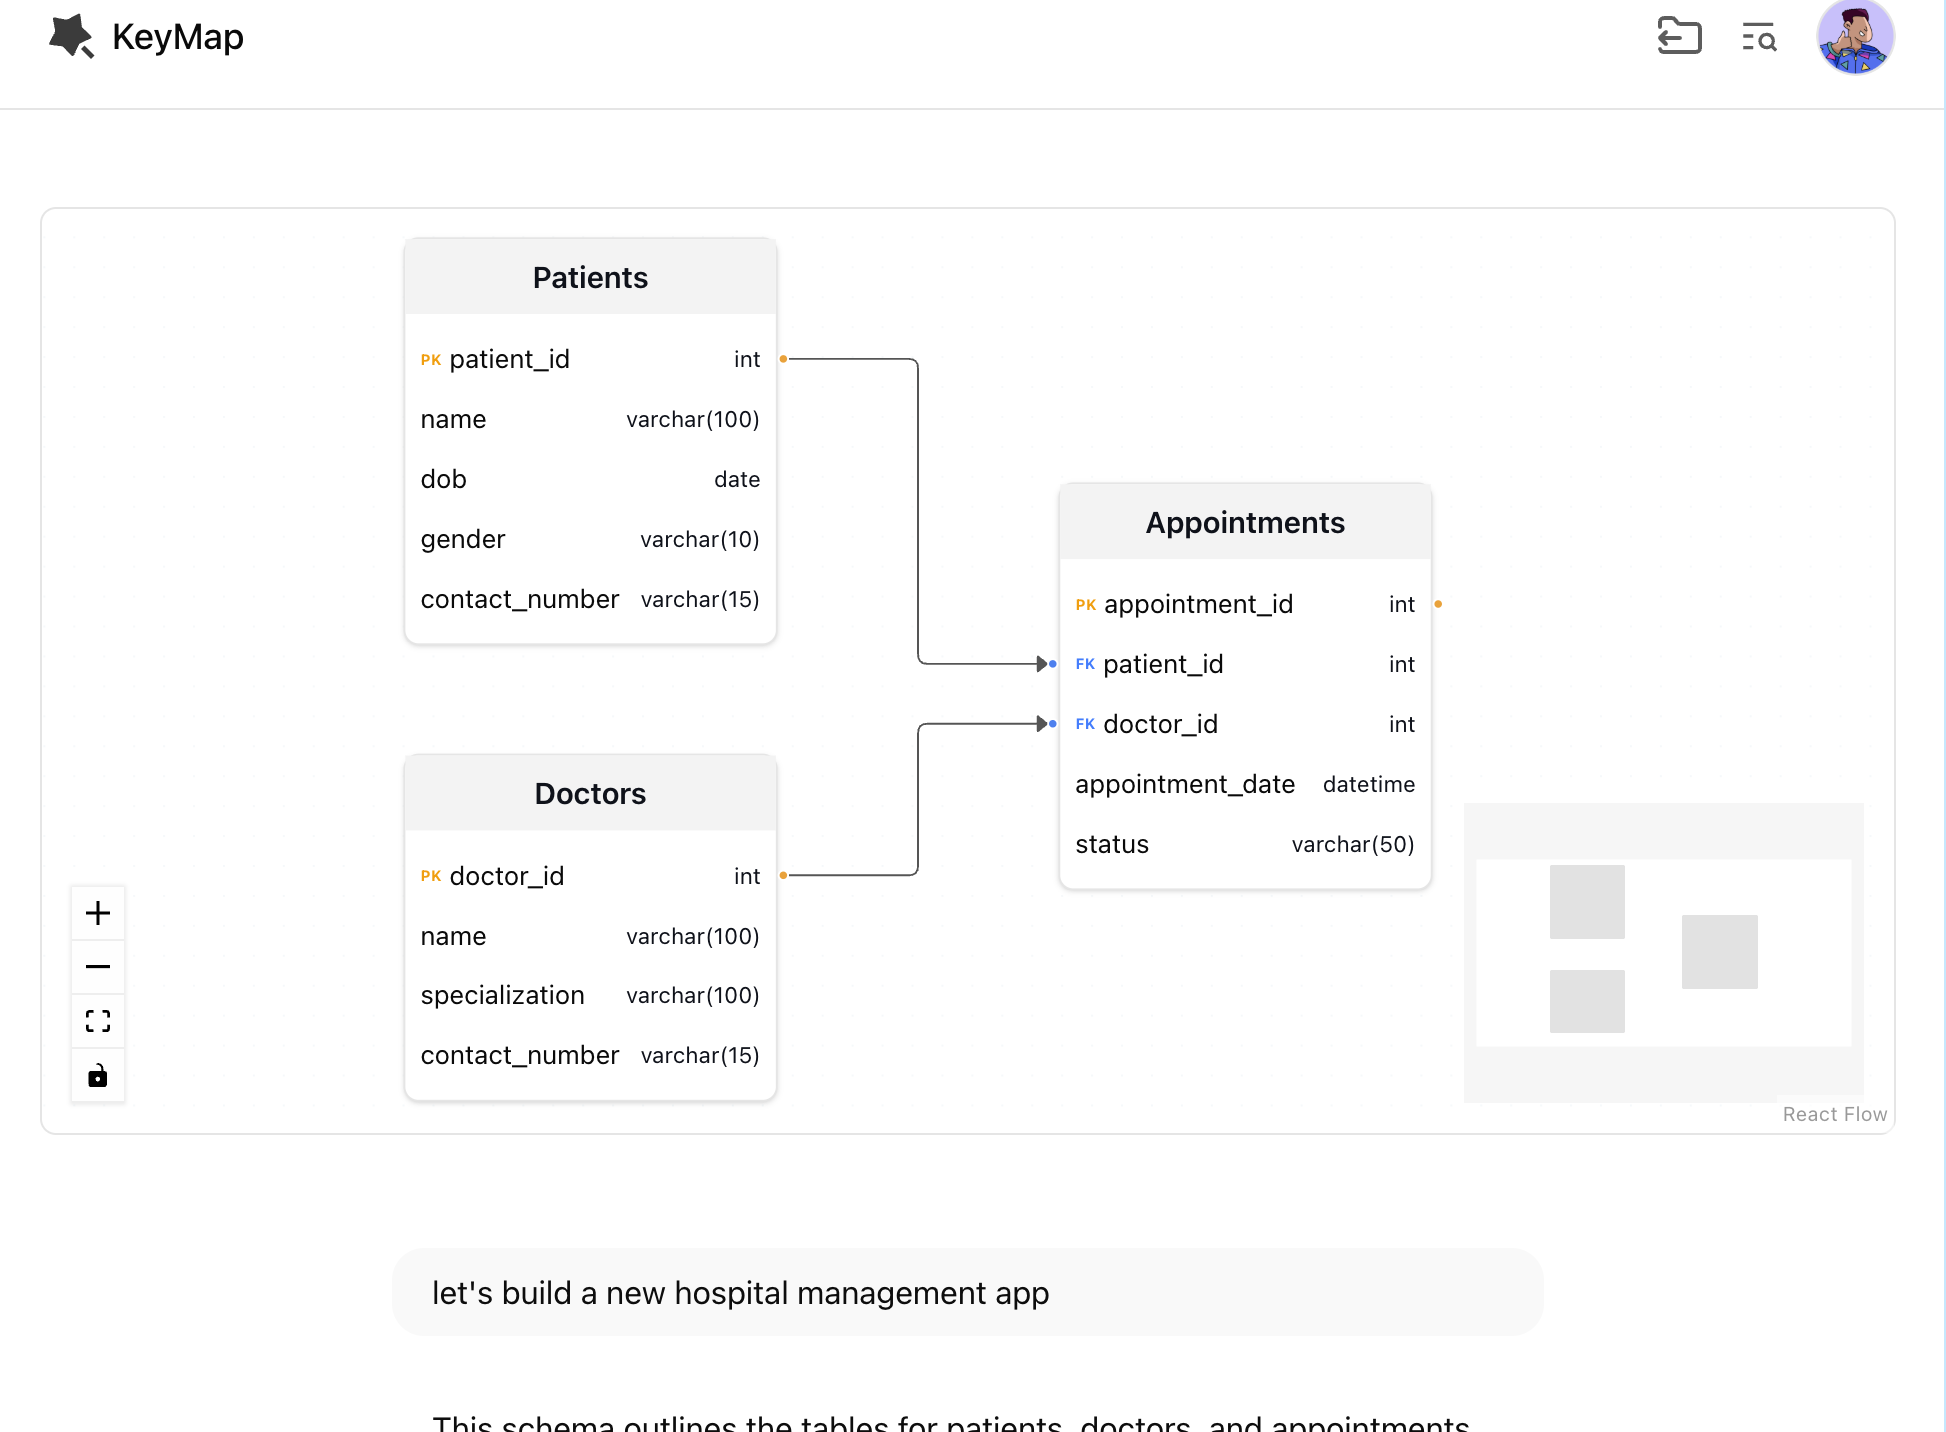 KeyMap
Patients
PK patient_id int
name varchar(100)
dob date
gender varchar(10)
contact_number varchar(15)
Appointments
PK appointment_id int
FK patient_id int
FK doctor_id int
appointment_date datetime
status varchar(50)
Doctors
PK doctor_id int
name varchar(100)
specialization varchar(100)
contact_number varchar(15)
React Flow
let's build a new hospital management app
This schema outlines the tables for patients, doctors, and appointments